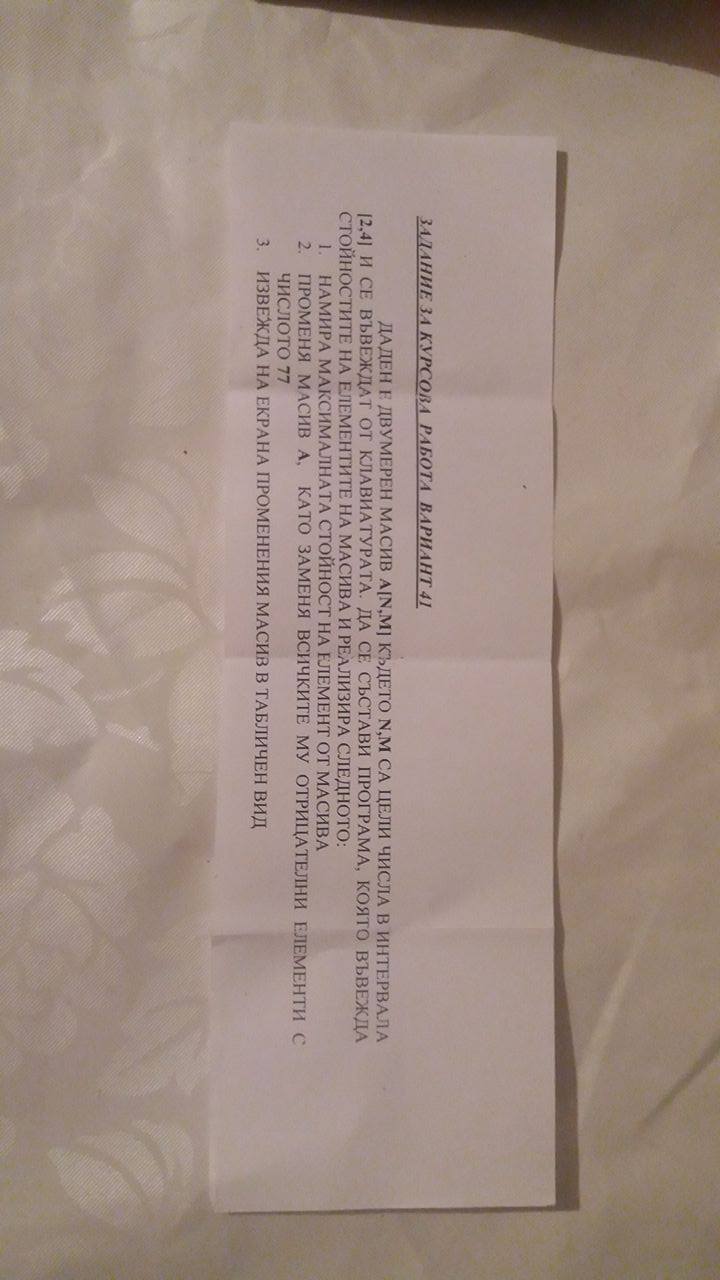 ЗАДАНИЕ ЗА КУРСОВА РАБОТА ВАРИАНТ 41
ДАДЕН Е ДВУМЕРЕН МАСИВ А[N,M] КЪДЕТО N,M СА ЦЕЛИ ЧИСЛА В ИНТЕРВАЛА
[2,4] И СЕ ВЪВЕЖДАТ ОТ КЛАВИАТУРАТА. ДА СЕ СЪСТАВИ ПРОГРАМА, КОЯТО ВЪВЕЖДА
СТОЙНОСТИТЕ НА ЕЛЕМЕНТИТЕ НА МАСИВА И РЕАЛИЗИРА СЛЕДНОТО:
1. НАМИРА МАКСИМАЛНАТА СТОЙНОСТ НА ЕЛЕМЕНТ ОТ МАСИВА
2. ПРОМЕНЯ МАСИВ А, КАТО ЗАМЕНЯ ВСИЧКИТЕ МУ ОТРИЦАТЕЛНИ ЕЛЕМЕНТИ С
ЧИСЛОТО 77
3. ИЗВЕЖДА НА ЕКРАНА ПРОМЕНЕНИЯ МАСИВ В ТАБЛИЧЕН ВИД